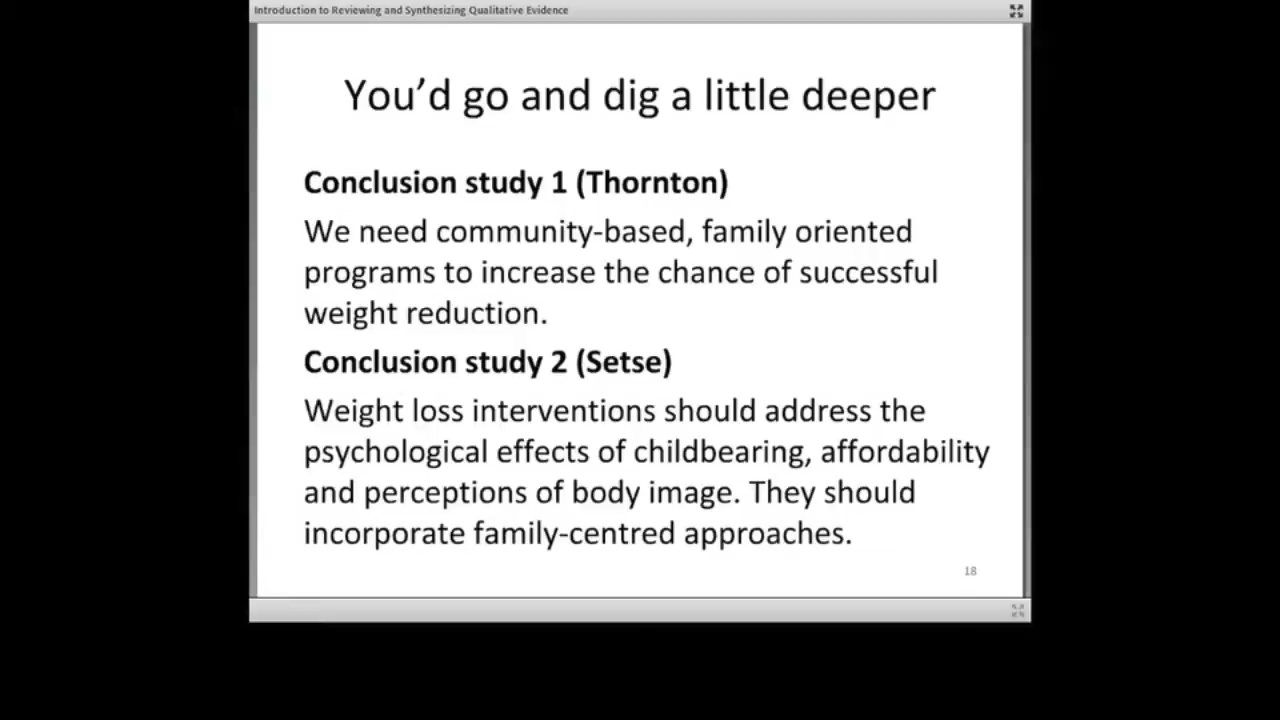 Introduction to Reviewing and Synthesizing Qualitative Evidence
You’d go and dig a little deeper
Conclusion study 1 (Thornton)
We need community-based, family oriented
programs to increase the chance of successful
weight reduction.
Conclusion study 2 (Setse)
Weight loss interventions should address the
psychological effects of childbearing, affordability
and perceptions of body image. They should
incorporate family-centred approaches.
18